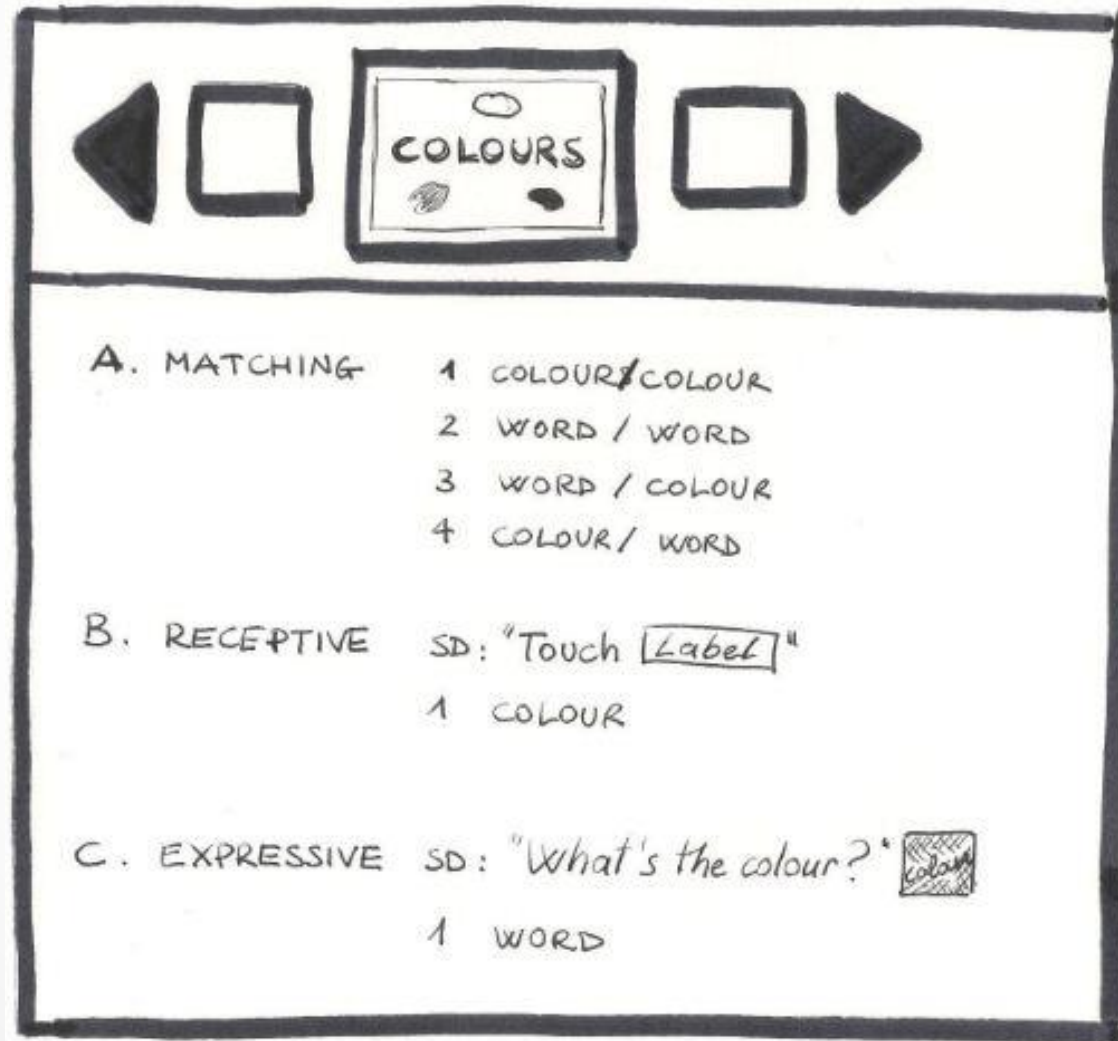 COLOURS
A. MATCHING 1 COLOUR/COLOUR
2 WORD / WORD
3 WORD / COLOUR
4 COLOUR / WORD
B. RECEPTIVE SD: "Touch Label"
1 COLOUR
C. EXPRESSIVE SD: "What's the colour?" colour
1 WORD